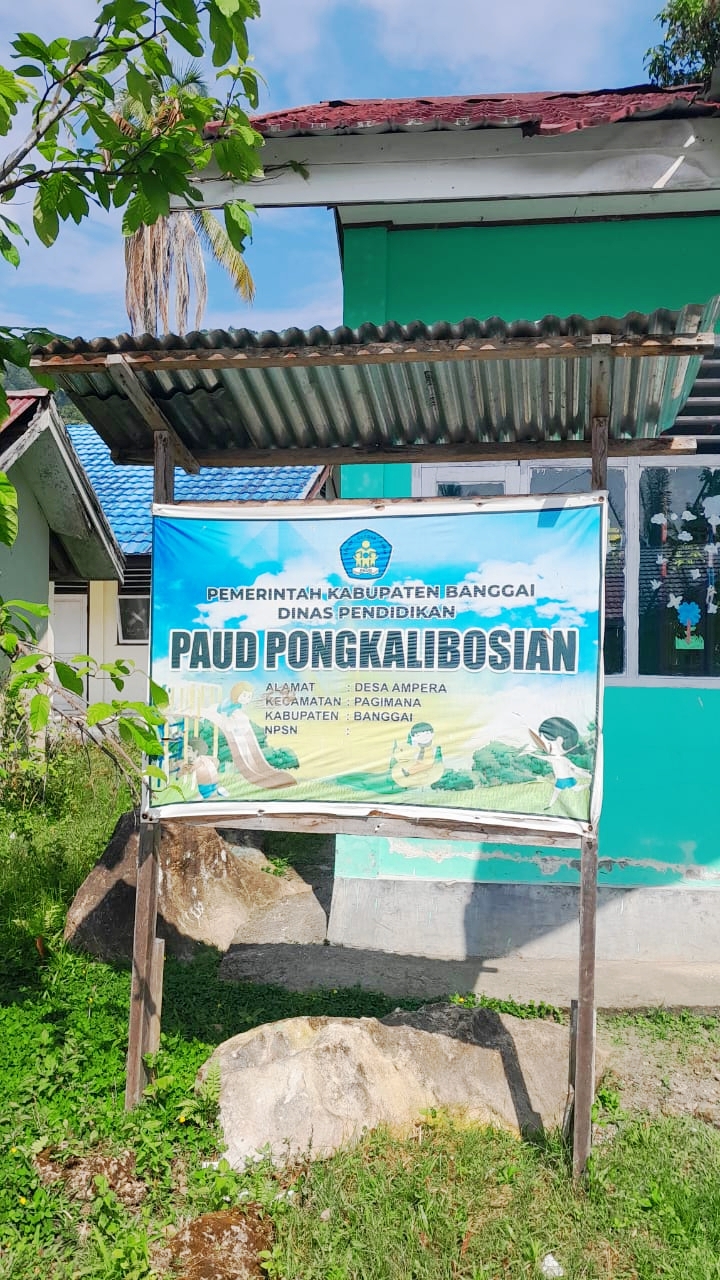 PEMERINTAH KABUPATEN BANGGAI
DINAS PENDIDIKAN
PAUD PONGKALIBOSIAN
ALAMAT : DESA AMPERA
KECAMATAN : PAGIMANA
KABUPATEN : BANGGAI
NPSN :